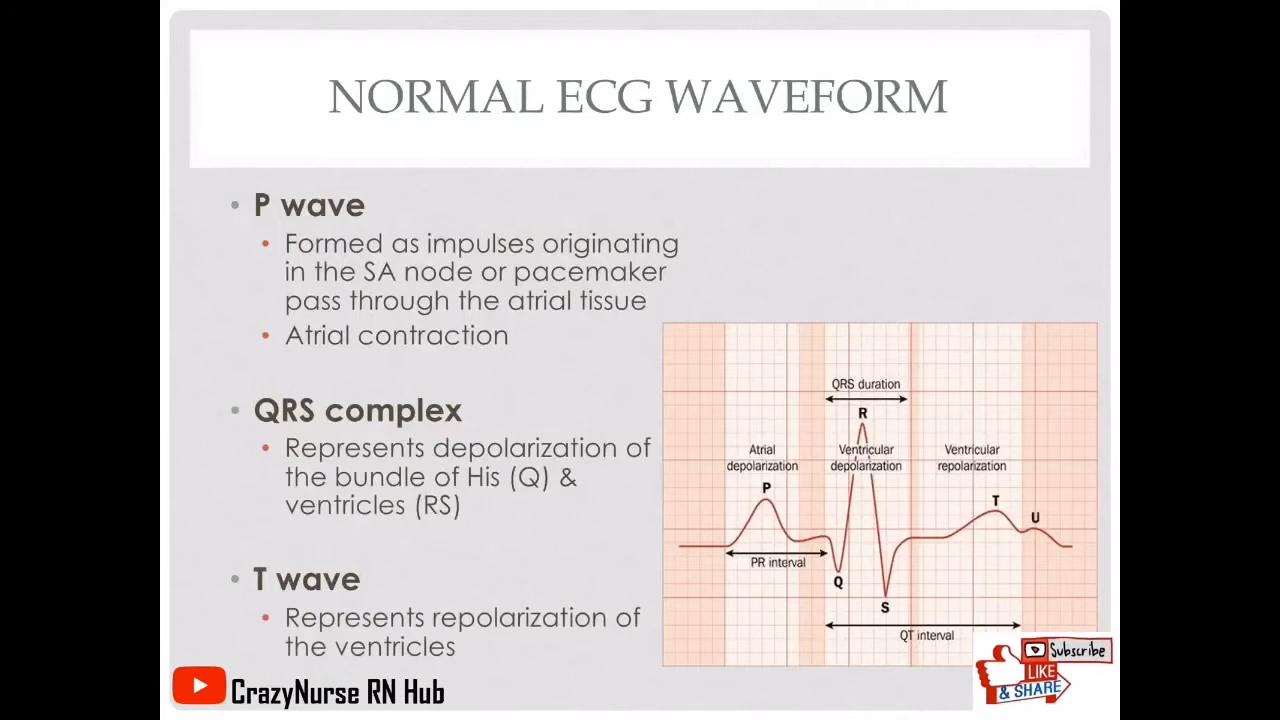 NORMAL ECG WAVEFORM
• P wave
• Formed as impulses originating
in the SA node or pacemaker
pass through the atrial tissue
• Atrial contraction
• QRS complex
• Represents depolarization of
the bundle of His (Q) &
ventricles (RS)
• T wave
• Represents repolarization of
the ventricles
QRS duration
R
Atrial
depolarization
Ventricular
depolarization
Ventricular
repolarization
P
T
U
PR interval
Q
S
QT interval
CrazyNurse RN Hub
Subscribe
LIKE
& SHARE